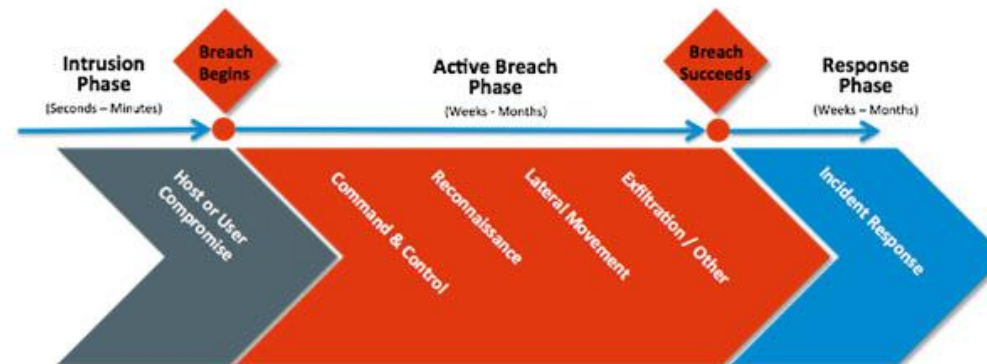 Intrusion
Phase
(Seconds – Minutes)
Breach
Begins
Active Breach
Phase
(Weeks - Months)
Breach
Succeeds
Response
Phase
(Weeks – Months)
Host or User
Compromise
Command & Control
Reconnaissance
Lateral Movement
Exfiltration / Other
Incident Response